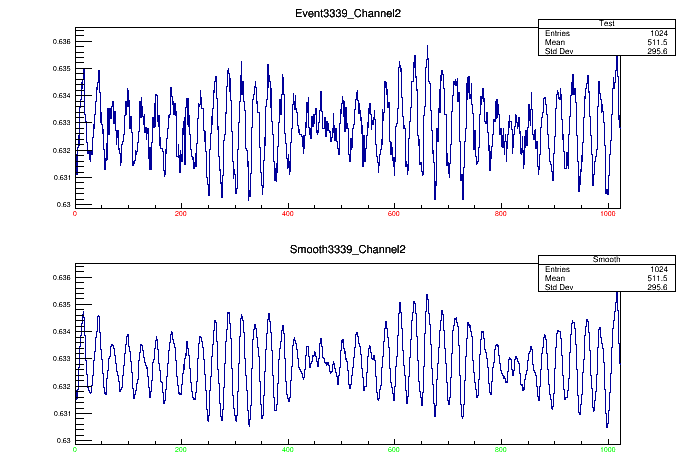 Event3339_Channel2
Test
Entries 1024
Mean 511.5
Std Dev 295.6
0.636
0.635
0.634
0.633
0.632
0.631
0.63
0 200 400 600 800 1000
Smooth3339_Channel2
Smooth
Entries 1024
Mean 511.5
Std Dev 295.6
0.636
0.635
0.634
0.633
0.632
0.631
0.63
0 200 400 600 800 1000